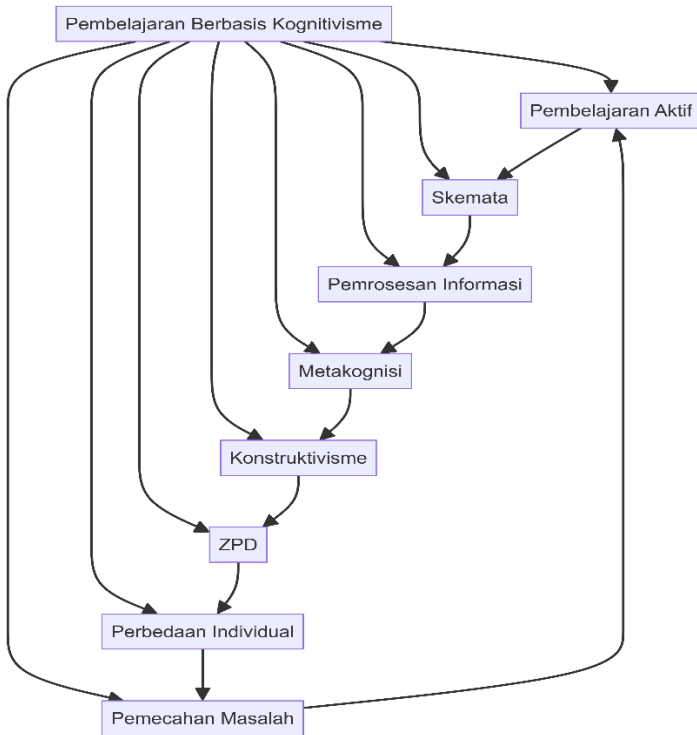 Pembelajaran Berbasis Kognitivisme
Pembelajaran Aktif
Skemata
Pemrosesan Informasi
Metakognisi
Konstruktivisme
ZPD
Perbedaan Individual
Pemecahan Masalah